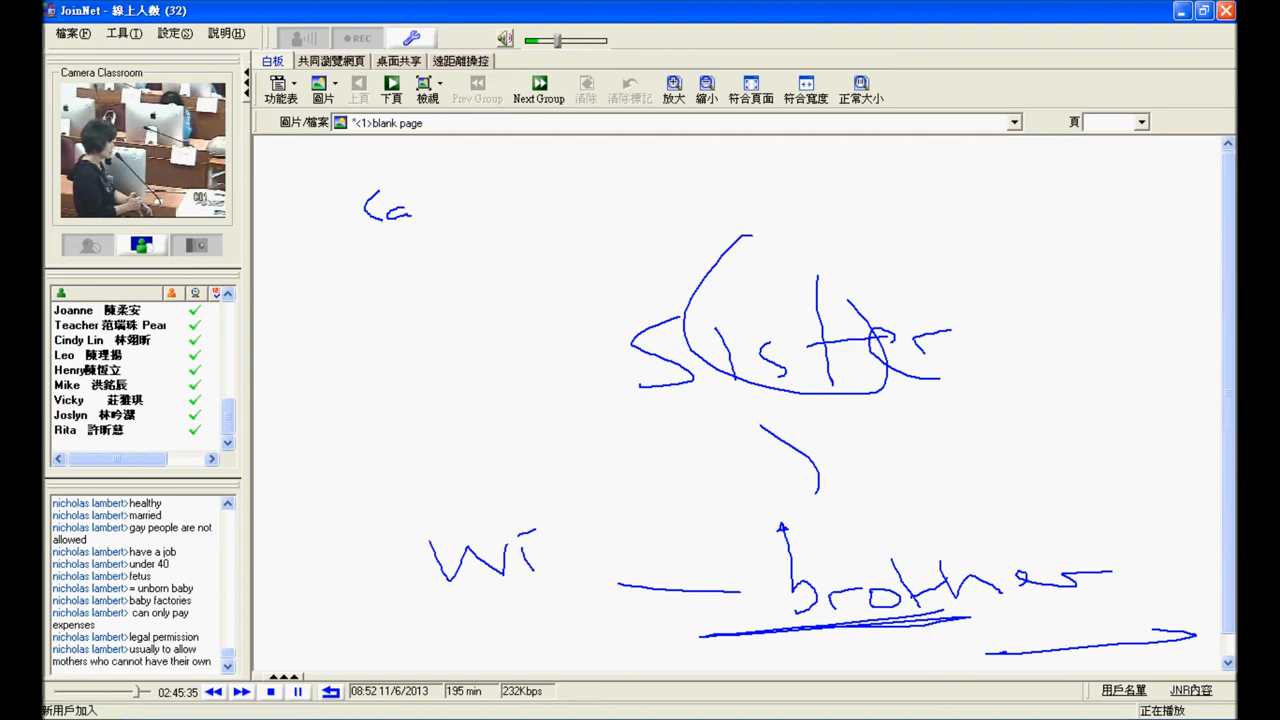 JoinNet - 線上人數 (32)
檔案(F) 工具(T) 設定(S) 說明(H)
REC
Camera Classroom
白板 共同瀏覽網頁 桌面共享 遠距離操控
功能表 圖片 上頁 下頁 檢視 Prev Group Next Group 清除 清除標記 放大 縮小 符合頁面 符合寬度 正常大小
圖片/檔案 *<1>blank page 頁
Joanne 陳柔安
Teacher 范瑞珠 Pear
Cindy Lin 林翊昕
Leo 陳理揚
Henry陳恆立
Mike 洪銘辰
Vicky 莊雅琪
Joslyn 林吟潔
Rita 許昕慈
nicholas lambert> healthy
nicholas lambert> married
nicholas lambert> gay people are not
allowed
nicholas lambert> have a job
nicholas lambert> under 40
nicholas lambert> fetus
nicholas lambert> = unborn baby
nicholas lambert> baby factories
nicholas lambert> can only pay
expenses
nicholas lambert> legal permission
nicholas lambert> usually to allow
mothers who cannot have their own
Ca
Sister
Wi
brother
02:45:35 08:52 11/6/2013 195 min 232Kbps 用戶名單 JNR內容
新用戶加入 正在播放